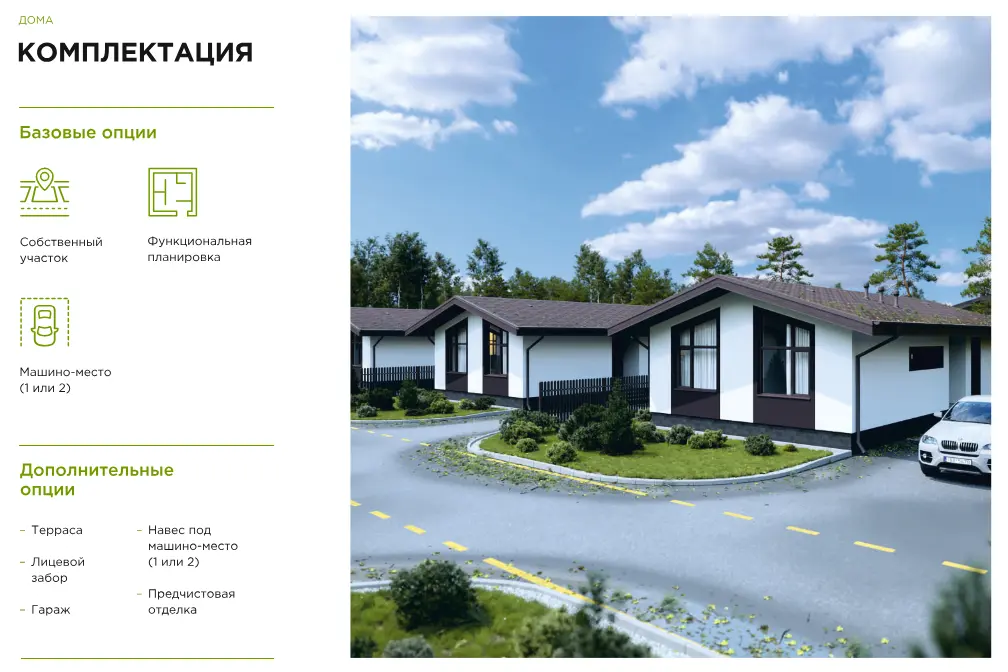 ДОМА
КОМПЛЕКТАЦИЯ
Базовые опции
Собственный
участок
Функциональная
планировка
Машино-место
(1 или 2)
Дополнительные
опции
– Терраса
– Лицевой
забор
– Гараж
– Навес под
машино-место
(1 или 2)
– Предчистовая
отделка